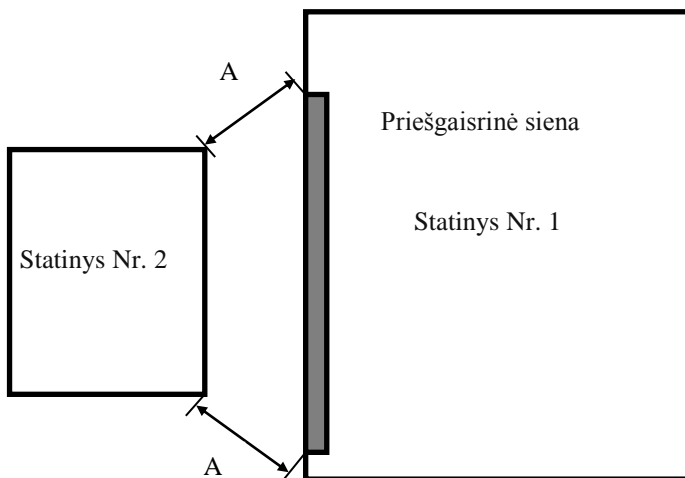 A
Priešgaisrinė siena
Statinys Nr. 1
Statinys Nr. 2
A